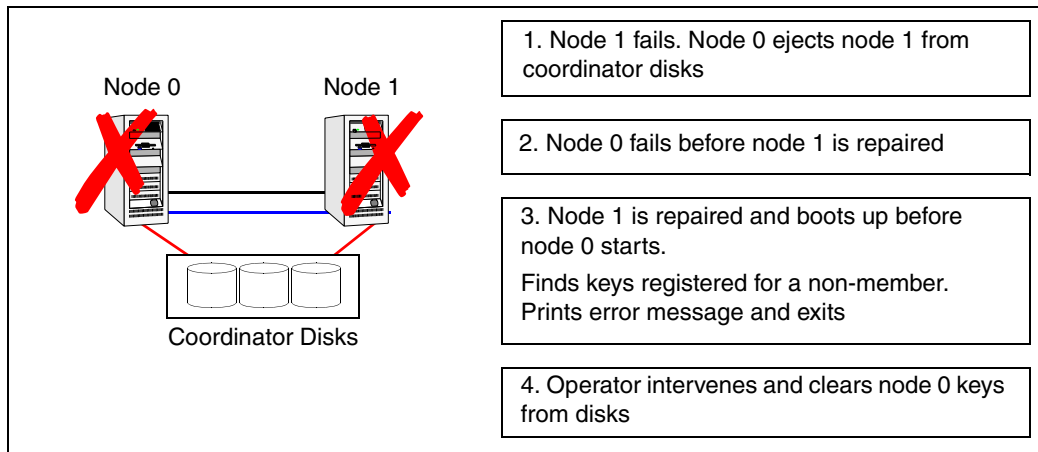 Node 0
Node 1
Coordinator Disks
1. Node 1 fails. Node 0 ejects node 1 from
coordinator disks
2. Node 0 fails before node 1 is repaired
3. Node 1 is repaired and boots up before
node 0 starts.
Finds keys registered for a non-member.
Prints error message and exits
4. Operator intervenes and clears node 0 keys
from disks